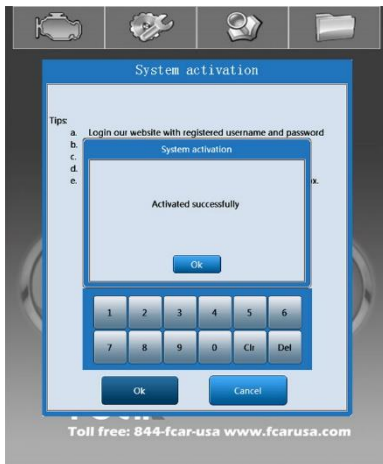 System activation
Tips:
a. Login our website with registered username and password
b.
System activation
c.
d.
e.
ox.
Activated successfully
Ok
1 2 3 4 5 6
7 8 9 0 Clr Del
Ok Cancel
Toll free: 844-fcar-usa www.fcarusa.com